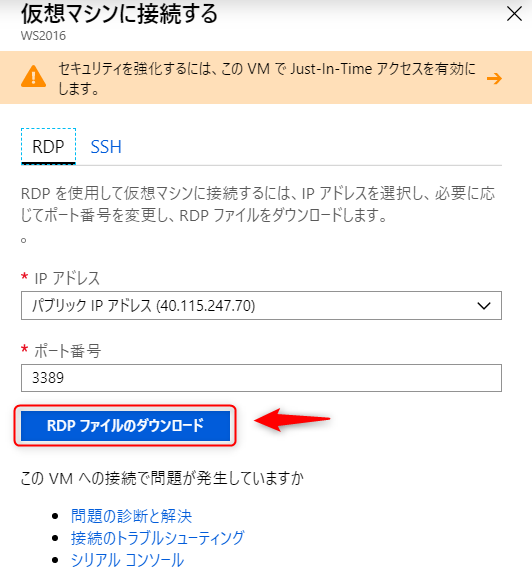 仮想マシンに接続する
WS2016
セキュリティを強化するには、この VM で Just-In-Time アクセスを有効に
します。
RDP
SSH
RDP を使用して仮想マシンに接続するには、IP アドレスを選択し、必要に応
じてポート番号を変更し、RDP ファイルをダウンロードします。
。
* IP アドレス
パブリック IP アドレス (40.115.247.70)
* ポート番号
3389
RDP ファイルのダウンロード
この VM への接続で問題が発生していますか
• 問題の診断と解決
• 接続のトラブルシューティング
• シリアル コンソール